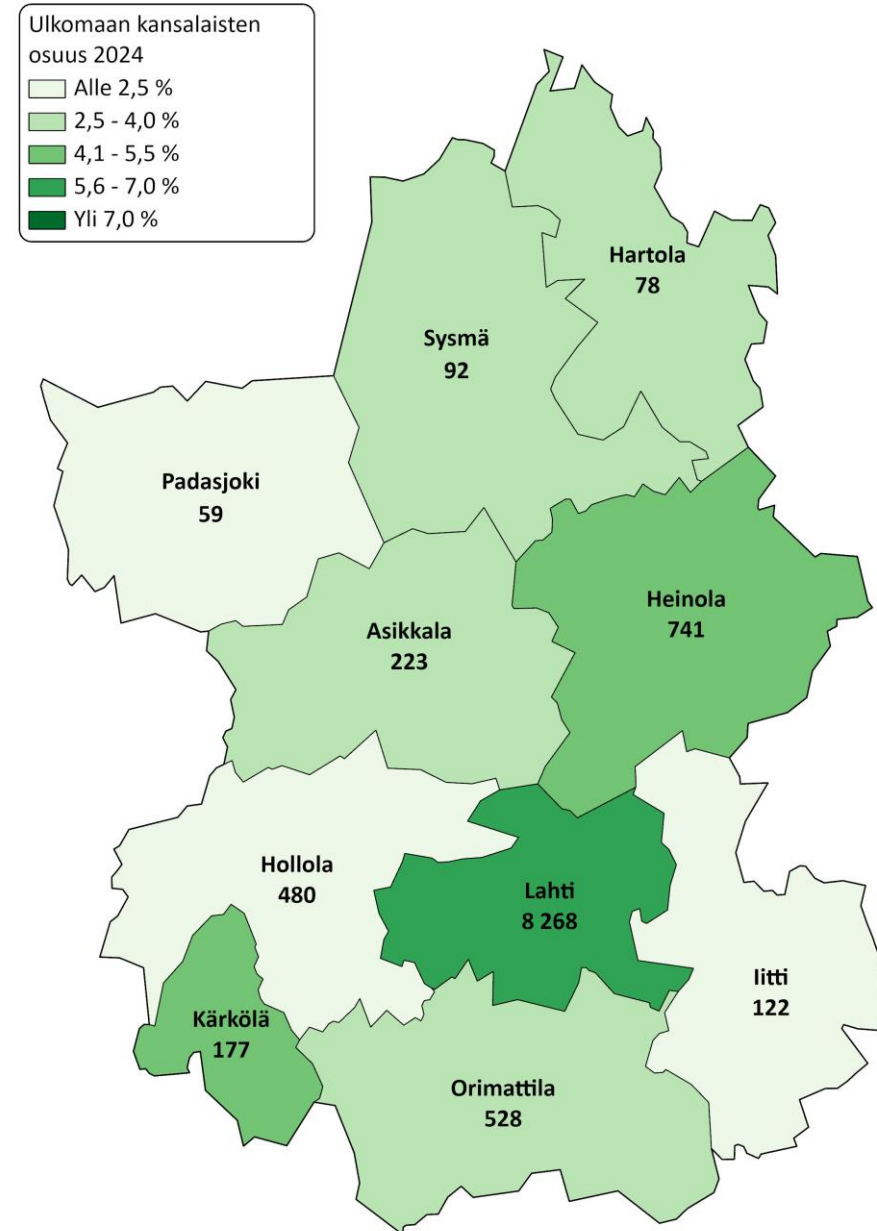 Ulkomaan kansalaisten
osuus 2024
Alle 2,5 %
2,5 - 4,0 %
4,1 - 5,5 %
5,6 - 7,0 %
Yli 7,0 %
Hartola
78
Sysmä
92
Padasjoki
59
Heinola
741
Asikkala
223
Hollola
480
Lahti
8 268
Iitti
122
Kärkölä
177
Orimattila
528